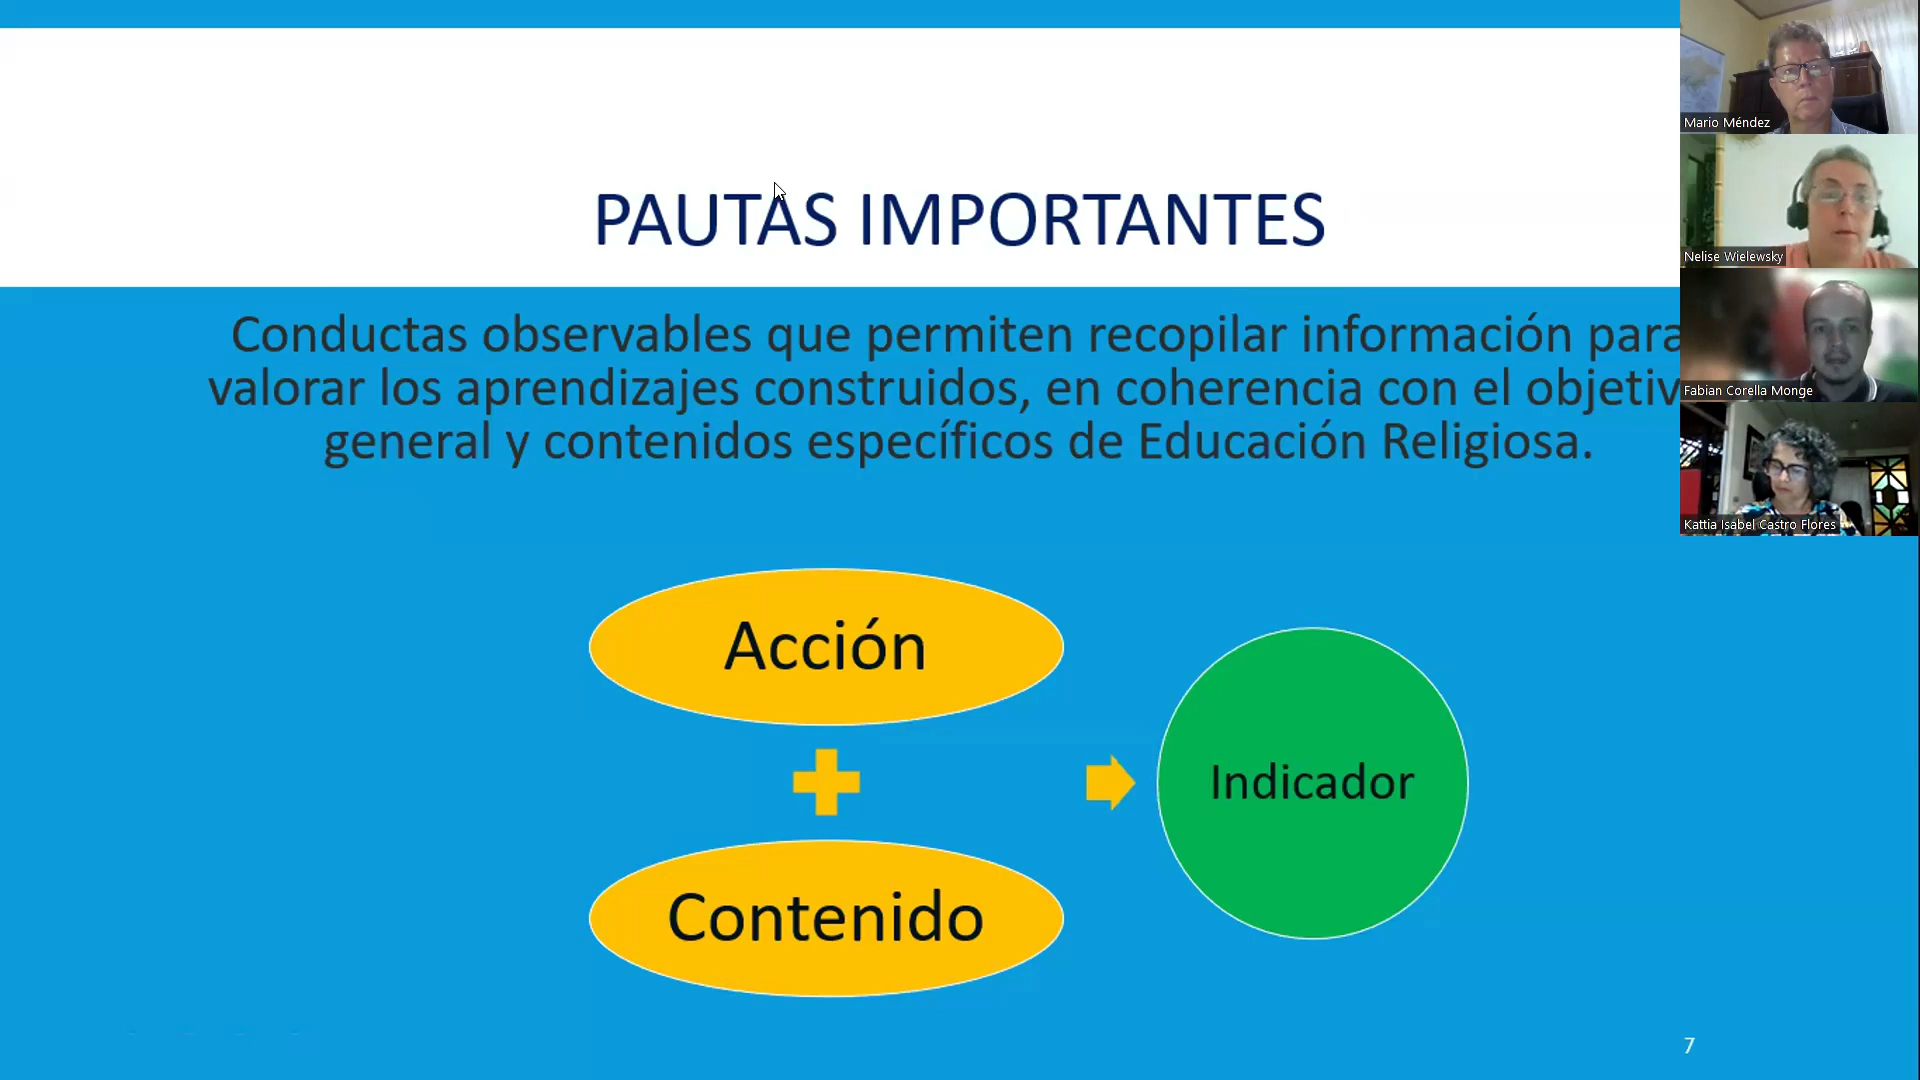 PAUTAS IMPORTANTES
Conductas observables que permiten recopilar información para
valorar los aprendizajes construidos, en coherencia con el objetiv
general y contenidos específicos de Educación Religiosa.
Acción
Contenido
Indicador
7
Mario Méndez
Nelise Wielewsky
Fabian Corella Monge
Kattia Isabel Castro Flores